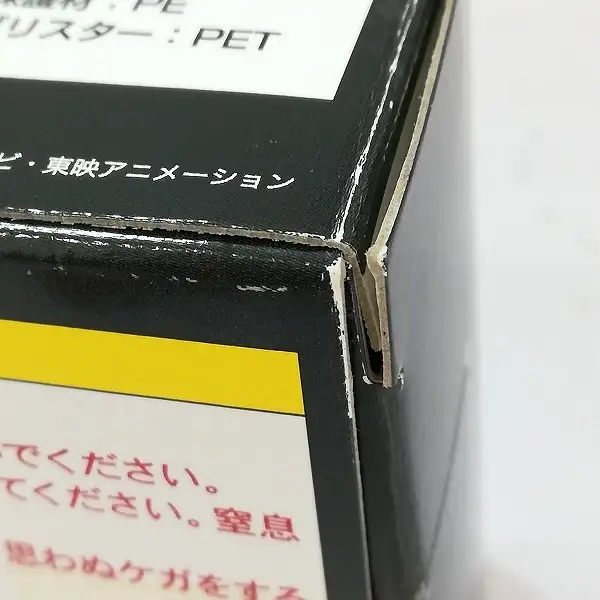 護材：PE
ブリスター：PET
ビ・東映アニメーション
でください。
てください。窒息
思わぬケガをする